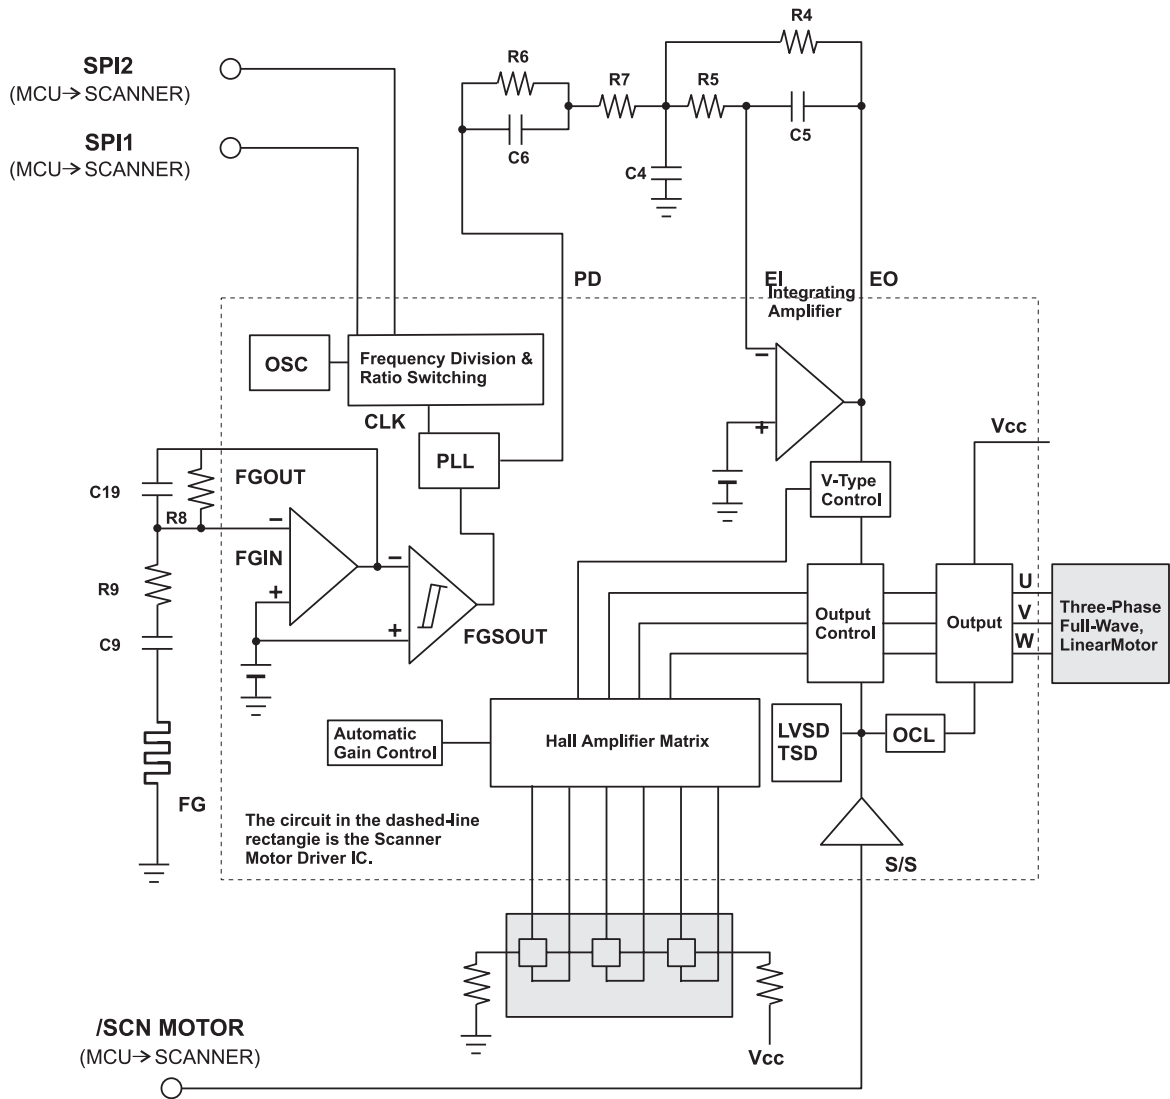 R4
SPI2
(MCU→SCANNER)
R6
R7
R5
C5
SPI1
(MCU→SCANNER)
C6
C4
PD
EI
EO
Integrating
Amplifier
OSC
Frequency Division &
Ratio Switching
−
CLK
+
Vcc
PLL
FGOUT
C19
V-Type
Control
R8
−
FGIN
−
R9
+
+
FGSOUT
C9
Output
Control
Output
U
V
W
Three-Phase
Full-Wave,
LinearMotor
Automatic
Gain Control
Hall Amplifier Matrix
LVSD
TSD
OCL
FG
The circuit in the dashed-line
rectangie is the Scanner
Motor Driver IC.
S/S
/SCN MOTOR
(MCU→SCANNER)
Vcc